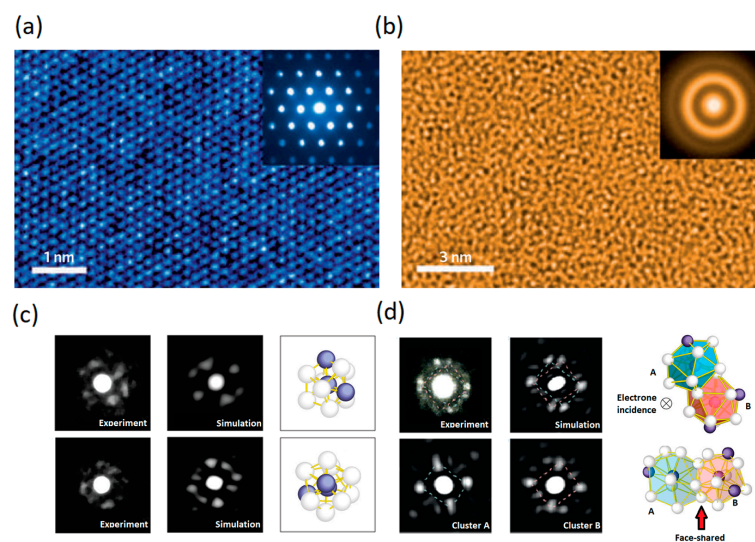 (a)
(b)
1 nm
3 nm
(c)
(d)
Experiment
Simulation
Experiment
Simulation
A
Electrone
incidence
B
Experiment
Simulation
Cluster A
Cluster B
A
B
Face-shared